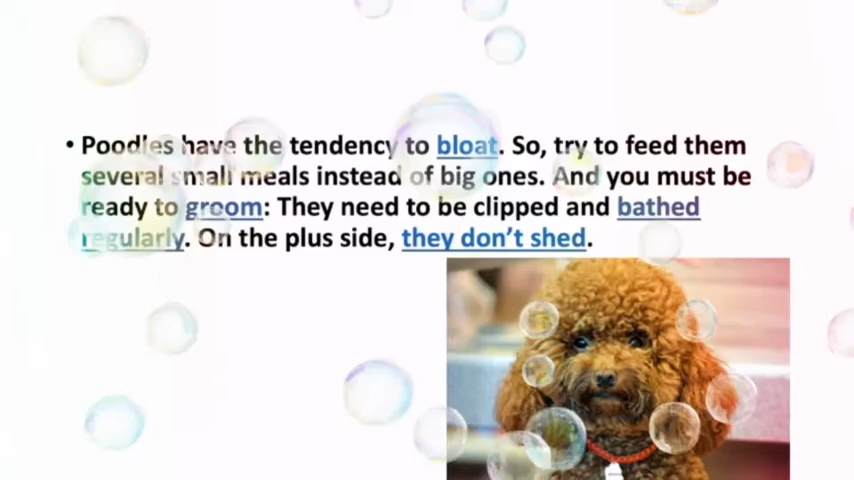 • Poodles have the tendency to bloat. So, try to feed them
several small meals instead of big ones. And you must be
ready to groom: They need to be clipped and bathed
regularly. On the plus side, they don’t shed.